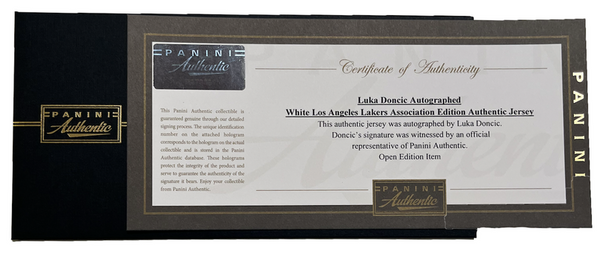 PANINI
Authentic
PANINI
Authentic
This Panini Authentic collectible is
guaranteed genuine through our detailed
signing process. The unique identification
number on the attached hologram
corresponds to the hologram on the actual
collectible and is stored in the Panini
Authentic database. These holograms
protect the integrity of the product and
serve to guarantee the authenticity of the
signature it bears. Enjoy your collectible
from Panini Authentic.
Certificate of Authenticity
Luka Doncic Autographed
White Los Angeles Lakers Association Edition Authentic Jersey
This authentic jersey was autographed by Luka Doncic.
Doncic's signature was witnessed by an official
representative of Panini Authentic.
Open Edition Item
PANINI
Authentic
PANINI